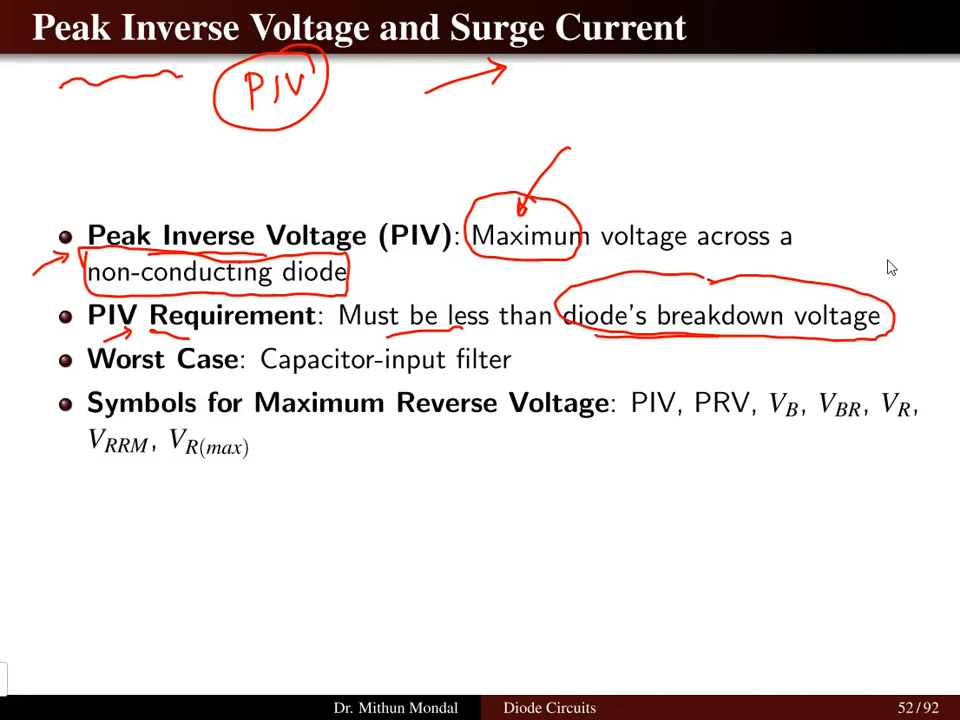 Peak Inverse Voltage and Surge Current
PIV
Peak Inverse Voltage (PIV): Maximum voltage across a
non-conducting diode
PIV Requirement: Must be less than diode's breakdown voltage
Worst Case: Capacitor-input filter
Symbols for Maximum Reverse Voltage: PIV, PRV, V_B, V_BR, V_R,
V_RRM, V_R(max)
Dr. Mithun Mondal Diode Circuits 52/92